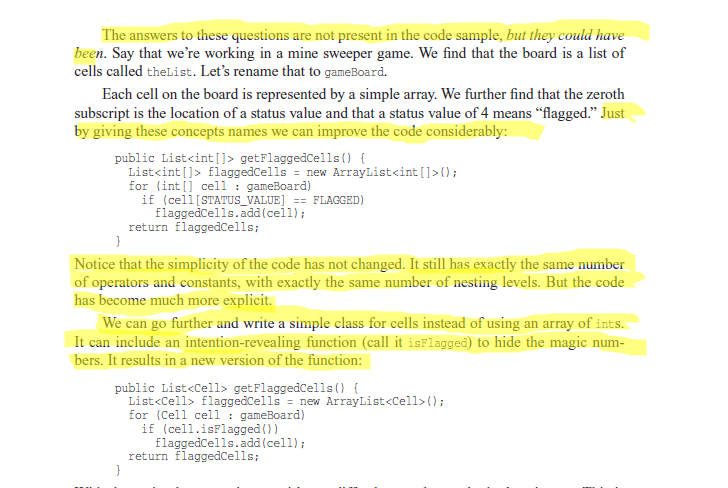 The answers to these questions are not present in the code sample, but they could have
been. Say that we're working in a mine sweeper game. We find that the board is a list of
cells called theList. Let's rename that to gameBoard.
Each cell on the board is represented by a simple array. We further find that the zeroth
subscript is the location of a status value and that a status value of 4 means “flagged.” Just
by giving these concepts names we can improve the code considerably:
public List<int[]> getFlaggedCells() {
List<int[]> flaggedCells = new ArrayList<int[]>();
for (int[] cell : gameBoard)
if (cell[STATUS_VALUE] == FLAGGED)
flaggedCells.add(cell);
return flaggedCells;
}
Notice that the simplicity of the code has not changed. It still has exactly the same number
of operators and constants, with exactly the same number of nesting levels. But the code
has become much more explicit.
We can go further and write a simple class for cells instead of using an array of ints.
It can include an intention-revealing function (call it isFlagged) to hide the magic num-
bers. It results in a new version of the function:
public List<Cell> getFlaggedCells() {
List<Cell> flaggedCells = new ArrayList<Cell>();
for (Cell cell : gameBoard)
if (cell.isFlagged())
flaggedCells.add(cell);
return flaggedCells;
}